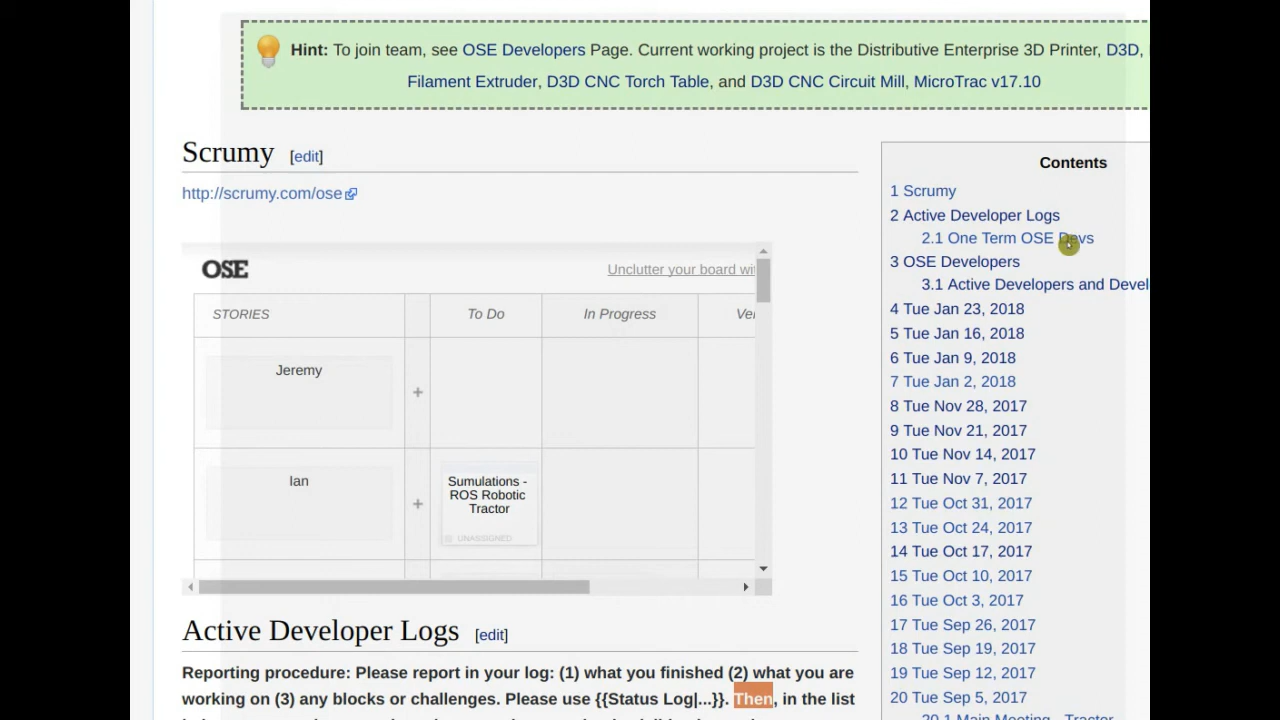 Hint: To join team, see OSE Developers Page. Current working project is the Distributive Enterprise 3D Printer, D3D,
Filament Extruder, D3D CNC Torch Table, and D3D CNC Circuit Mill, MicroTrac v17.10
Scrumy [edit]
http://scrumy.com/ose
OSE
Unclutter your board wit
STORIES To Do In Progress Ver
Jeremy
+
Ian
+
Sumulations -
ROS Robotic
Tractor
UNASSIGNED
Active Developer Logs [edit]
Reporting procedure: Please report in your log: (1) what you finished (2) what you are
working on (3) any blocks or challenges. Please use {{Status Log|...}}. Then, in the list
Contents
1 Scrumy
2 Active Developer Logs
2.1 One Term OSE Devs
3 OSE Developers
3.1 Active Developers and Devel
4 Tue Jan 23, 2018
5 Tue Jan 16, 2018
6 Tue Jan 9, 2018
7 Tue Jan 2, 2018
8 Tue Nov 28, 2017
9 Tue Nov 21, 2017
10 Tue Nov 14, 2017
11 Tue Nov 7, 2017
12 Tue Oct 31, 2017
13 Tue Oct 24, 2017
14 Tue Oct 17, 2017
15 Tue Oct 10, 2017
16 Tue Oct 3, 2017
17 Tue Sep 26, 2017
18 Tue Sep 19, 2017
19 Tue Sep 12, 2017
20 Tue Sep 5, 2017
20.1 Main Meeting - Tractor